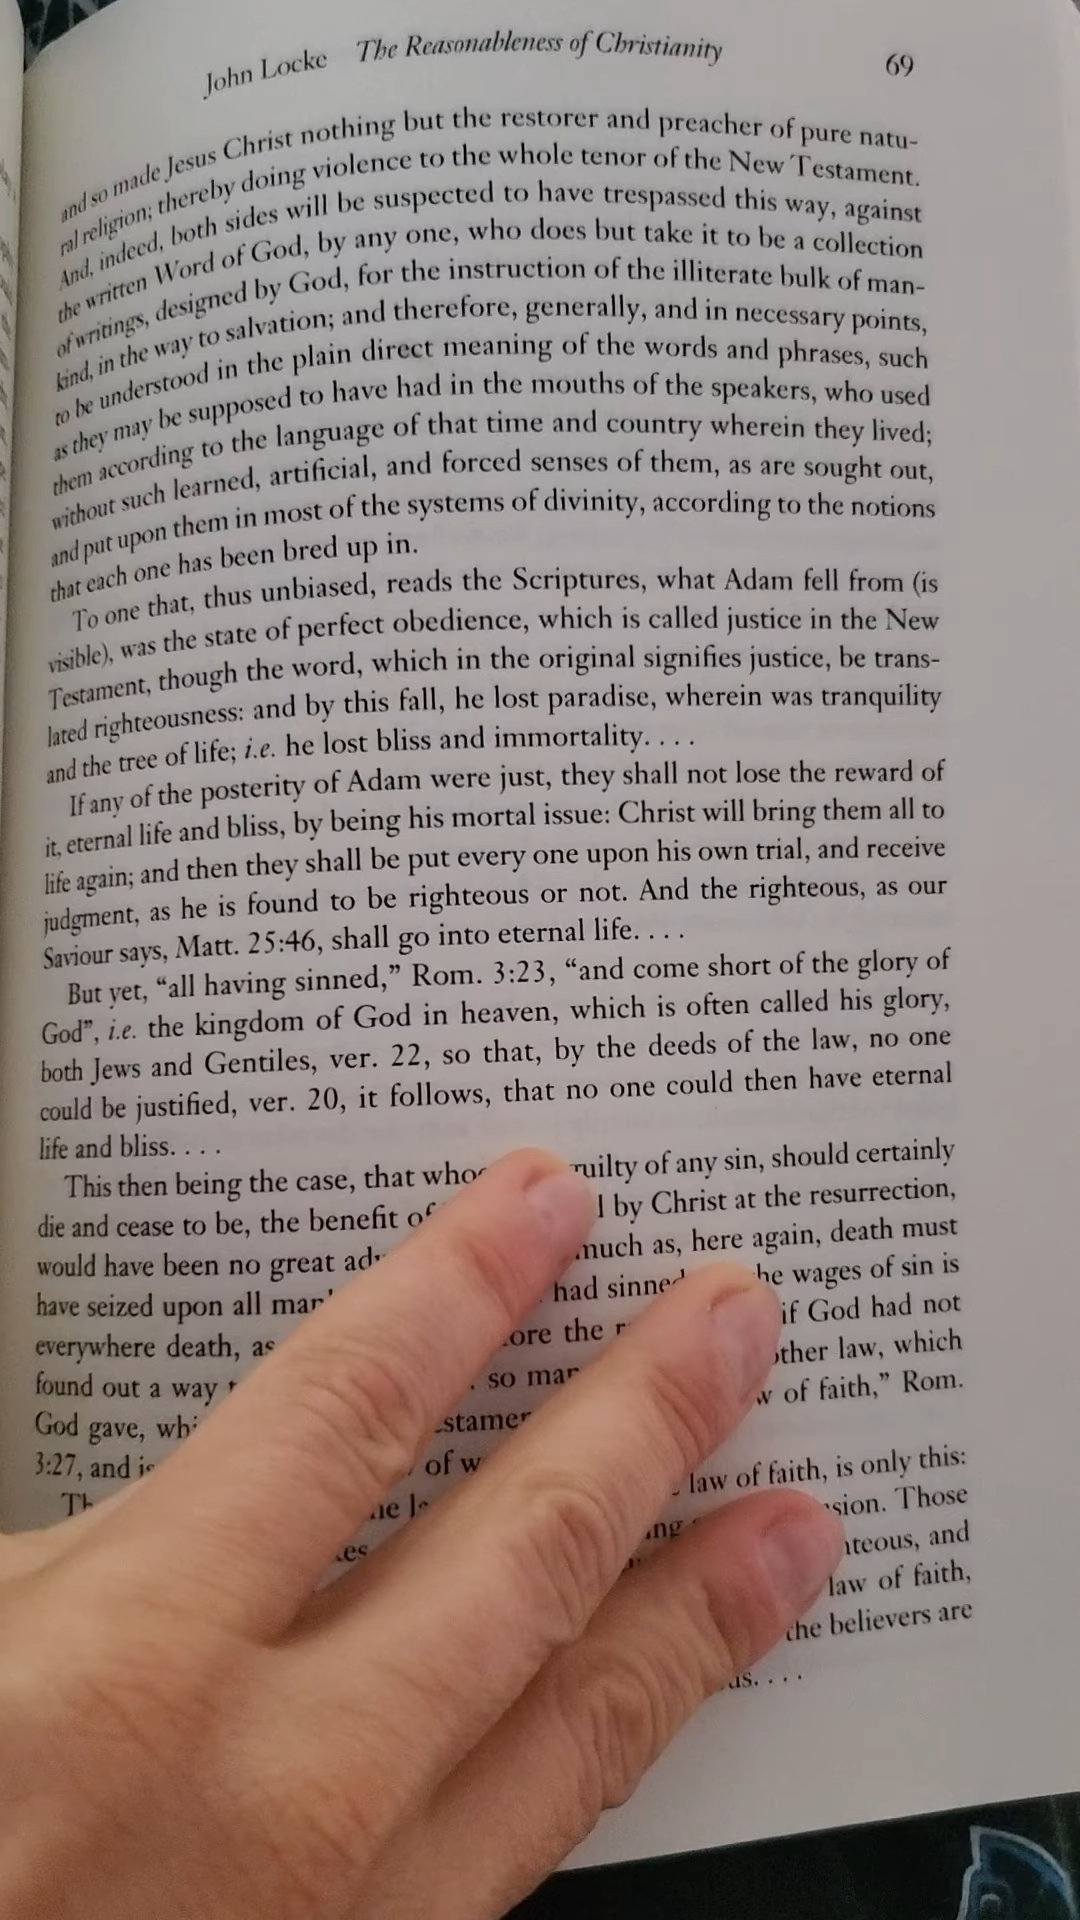 John Locke The Reasonableness of Christianity 69
and so made Jesus Christ nothing but the restorer and preacher of pure natu-
ral religion; thereby doing violence to the whole tenor of the New Testament.
And, indeed, both sides will be suspected to have trespassed this way, against
the written Word of God, by any one, who does but take it to be a collection
of writings, designed by God, for the instruction of the illiterate bulk of man-
kind, in the way to salvation; and therefore, generally, and in necessary points,
to be understood in the plain direct meaning of the words and phrases, such
as they may be supposed to have had in the mouths of the speakers, who used
them according to the language of that time and country wherein they lived;
without such learned, artificial, and forced senses of them, as are sought out,
and put upon them in most of the systems of divinity, according to the notions
that each one has been bred up in.
To one that, thus unbiased, reads the Scriptures, what Adam fell from (is
visible), was the state of perfect obedience, which is called justice in the New
Testament, though the word, which in the original signifies justice, be trans-
lated righteousness: and by this fall, he lost paradise, wherein was tranquility
and the tree of life; i.e. he lost bliss and immortality. . . .
If any of the posterity of Adam were just, they shall not lose the reward of
it, eternal life and bliss, by being his mortal issue: Christ will bring them all to
life again; and then they shall be put every one upon his own trial, and receive
judgment, as he is found to be righteous or not. And the righteous, as our
Saviour says, Matt. 25:46, shall go into eternal life. . . .
But yet, “all having sinned,” Rom. 3:23, “and come short of the glory of
God”, i.e. the kingdom of God in heaven, which is often called his glory,
both Jews and Gentiles, ver. 22, so that, by the deeds of the law, no one
could be justified, ver. 20, it follows, that no one could then have eternal
life and bliss. . . .
This then being the case, that of any sin, should certainly
die and cease to be, the benefit by Christ at the resurrection,
would have been no great much as, here again, death must
have seized upon all had sinned wages of sin is
everywhere death, as the if God had not
found out a way so other law, which
God gave, of faith,” Rom.
3:27, and of
law of faith, is only this:
Those
and
law of faith,
the believers are